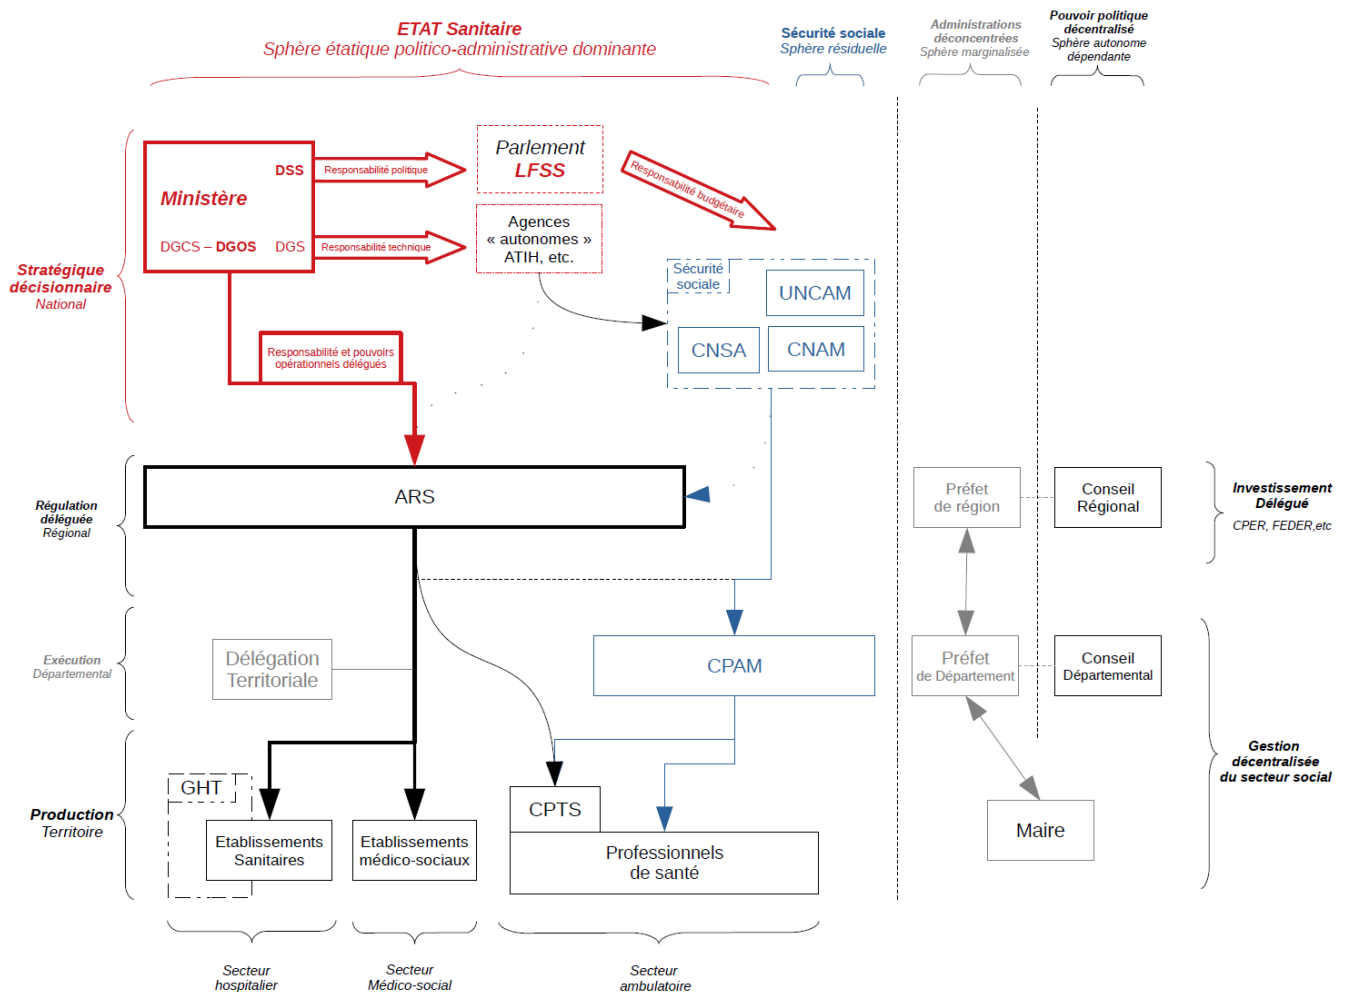 ETAT Sanitaire
Sphère étatique politico-administrative dominante
Sécurité sociale
Sphère résiduelle
Administrations
déconcentrées
Sphère marginalisée
Pouvoir politique
décentralisé
Sphère autonome
dépendante
Stratégique
décisionnaire
National
DSS
Ministère
DGCS – DGOS
DGS
Responsabilité politique
Responsabilité technique
Parlement
LFSS
Agences
« autonomes »
ATIH, etc.
Responsabilité budgétaire
Sécurité
sociale
UNCAM
CNSA
CNAM
Responsabilité et pouvoirs
opérationnels délégués
Régulation
déléguée
Régional
ARS
Préfet
de région
Conseil
Régional
Investissement
Délégué
CPER, FEDER,etc
Exécution
Départemental
Délégation
Territoriale
CPAM
Préfet
de Département
Conseil
Départemental
Gestion
décentralisée
du secteur social
Production
Territoire
GHT
Etablissements
Sanitaires
Etablissements
médico-sociaux
CPTS
Professionnels
de santé
Maire
Secteur
hospitalier
Secteur
Médico-social
Secteur
ambulatoire